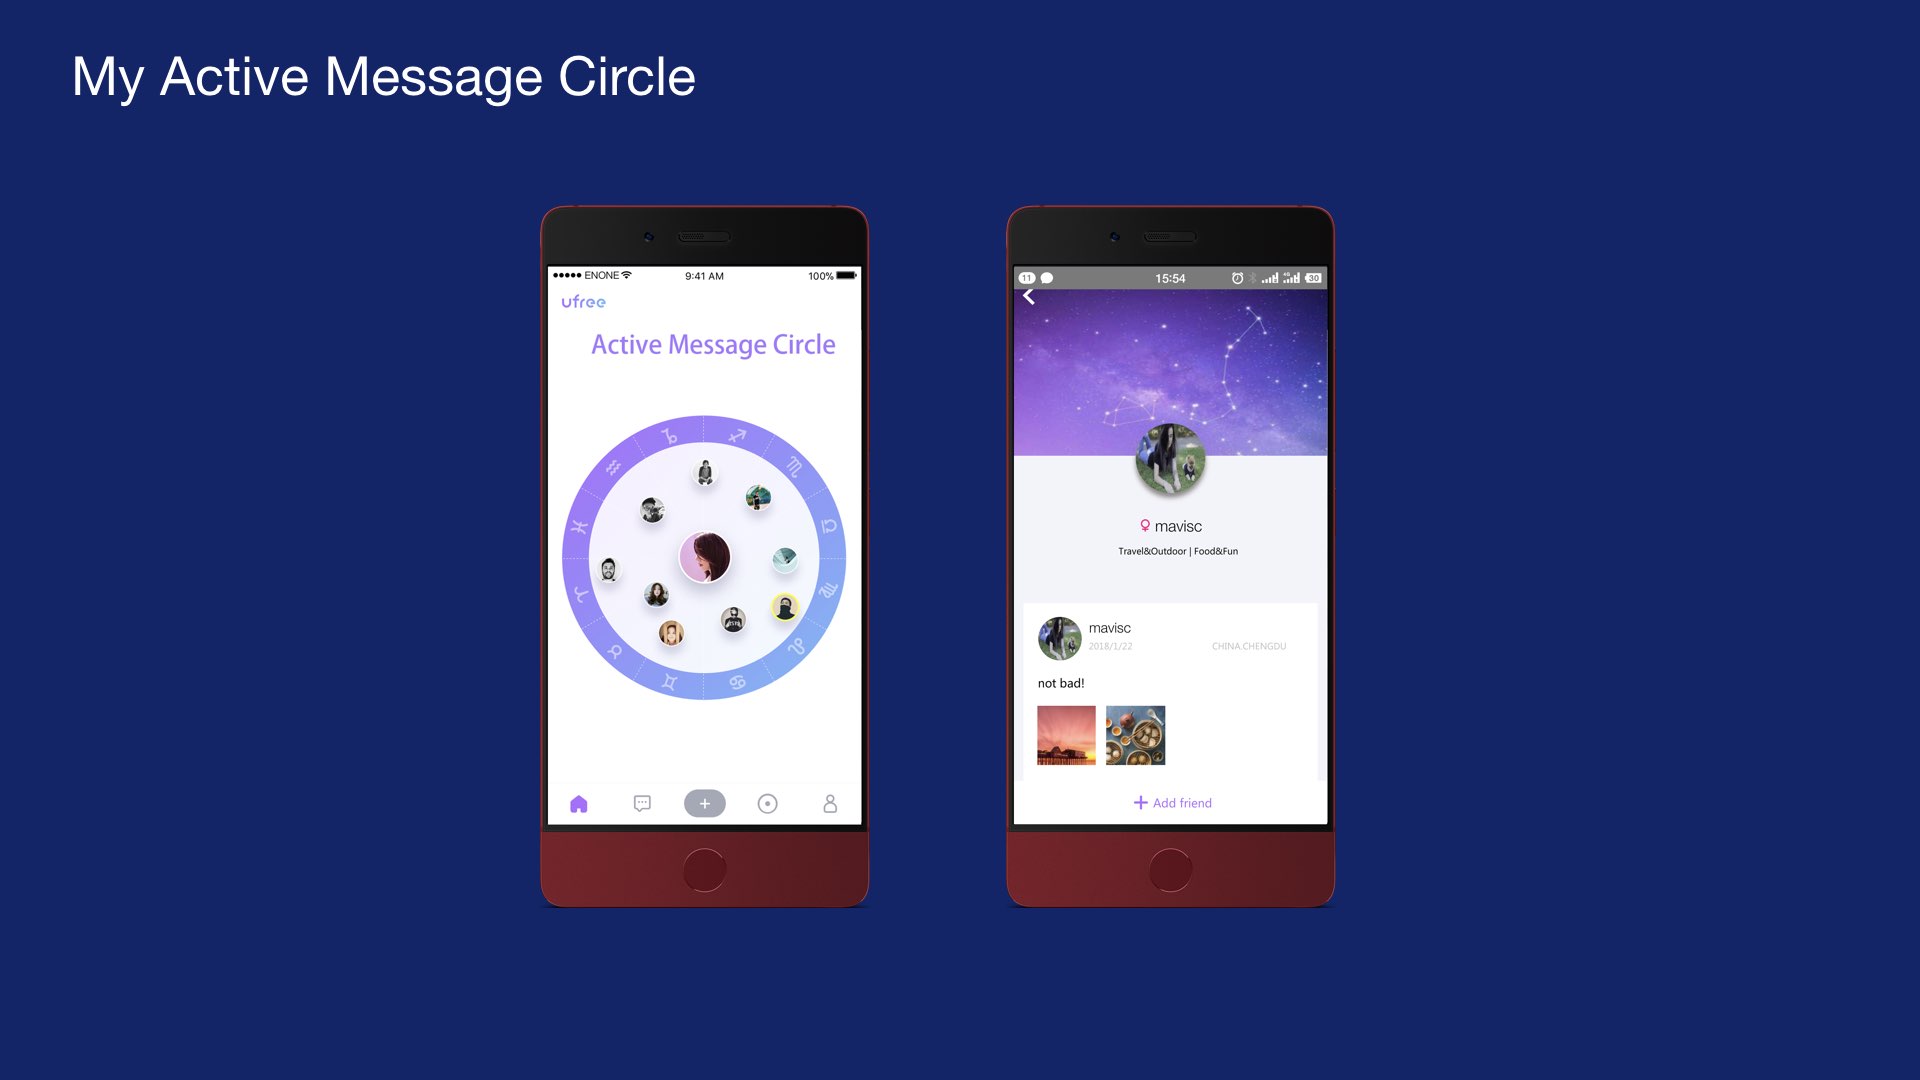 My Active Message Circle
ENONE
9:41 AM
100%
ufree
Active Message Circle
11
15:54
4G
30
mavisc
Travel&Outdoor | Food&Fun
mavisc
2018/1/22
CHINA.CHENGDU
not bad!
Add friend